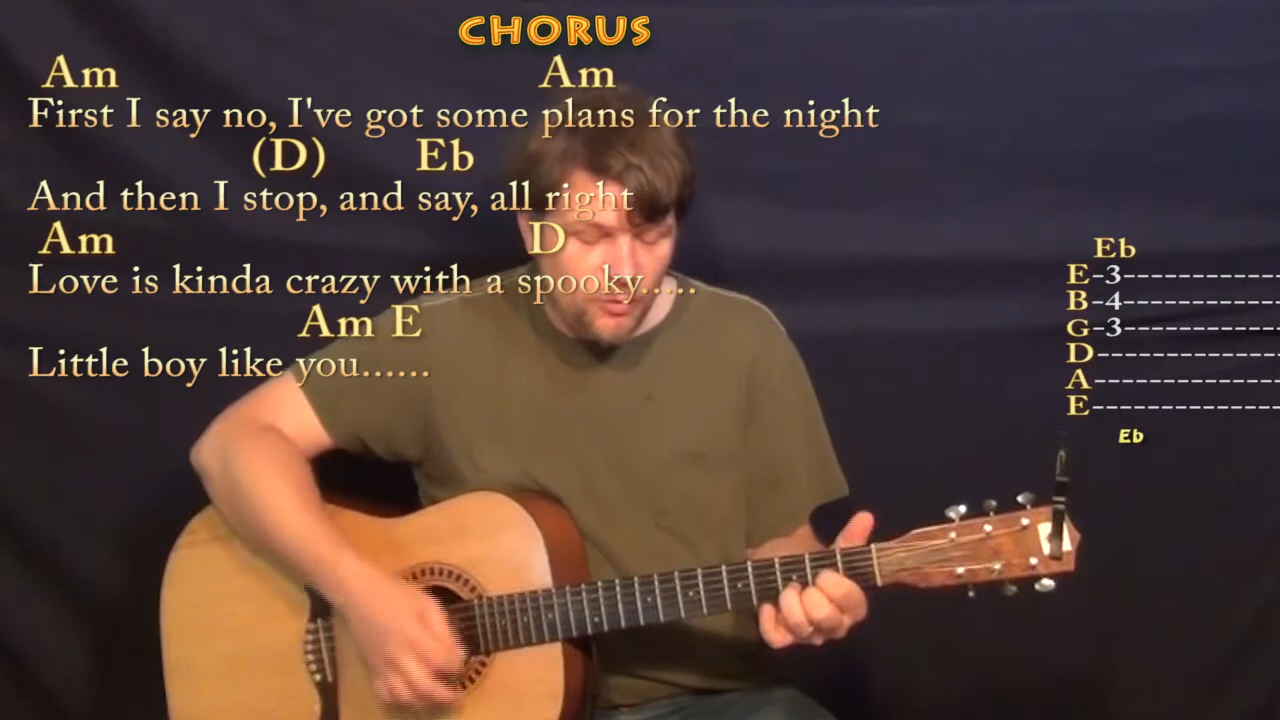 CHORUS
Am Am
First I say no, I've got some plans for the night
(D) Eb
And then I stop, and say, all right
Am D
Love is kinda crazy with a spooky.....
Am E
Little boy like you......
Eb
E-3--------------
B-4--------------
G-3--------------
D----------------
A----------------
E----------------
Eb